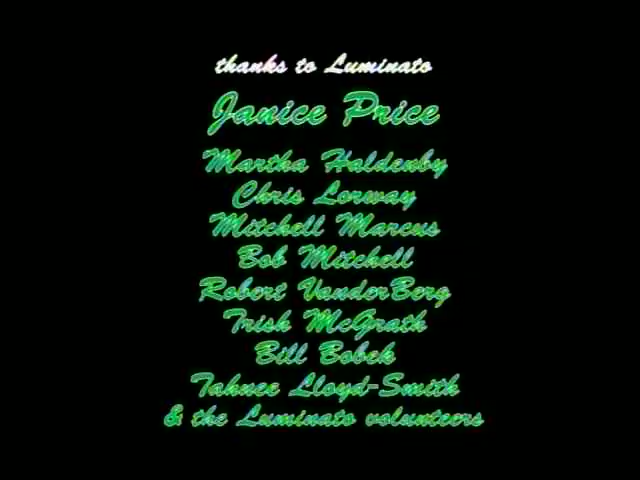 thanks to Luminato
Janice Price
Martha Haldenby
Chris Lorway
Mitchell Marcus
Bob Mitchell
Robert VanderBerg
Trish McGrath
Bill Bobek
Tahnee Lloyd-Smith
& the Luminato volunteers